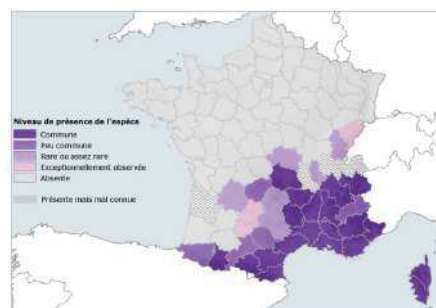 Niveau de présence de l'espèce
Commune
Peu commune
Rare ou assez rare
Exceptionnellement observée
Absente
Présente mais mal connue